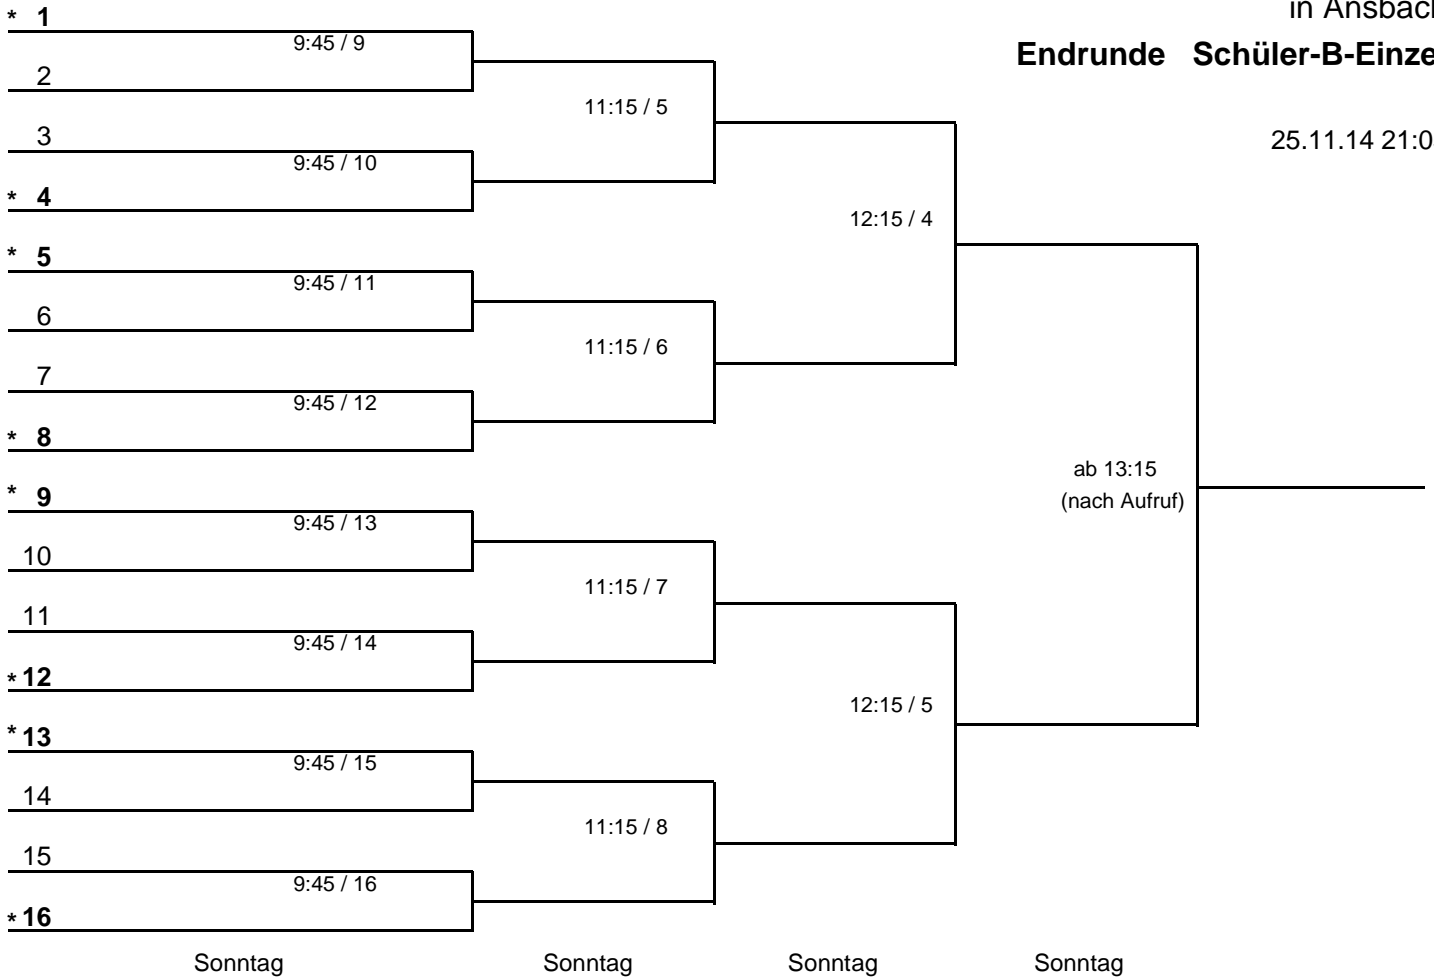 in Ansbach
Endrunde Schüler-B-Einze
25.11.14 21:0
* 1
9:45 / 9
2
11:15 / 5
3
9:45 / 10
* 4
12:15 / 4
* 5
9:45 / 11
6
11:15 / 6
7
9:45 / 12
* 8
ab 13:15
(nach Aufruf)
* 9
9:45 / 13
10
11:15 / 7
11
9:45 / 14
* 12
12:15 / 5
* 13
9:45 / 15
14
11:15 / 8
15
9:45 / 16
* 16
Sonntag Sonntag Sonntag Sonntag